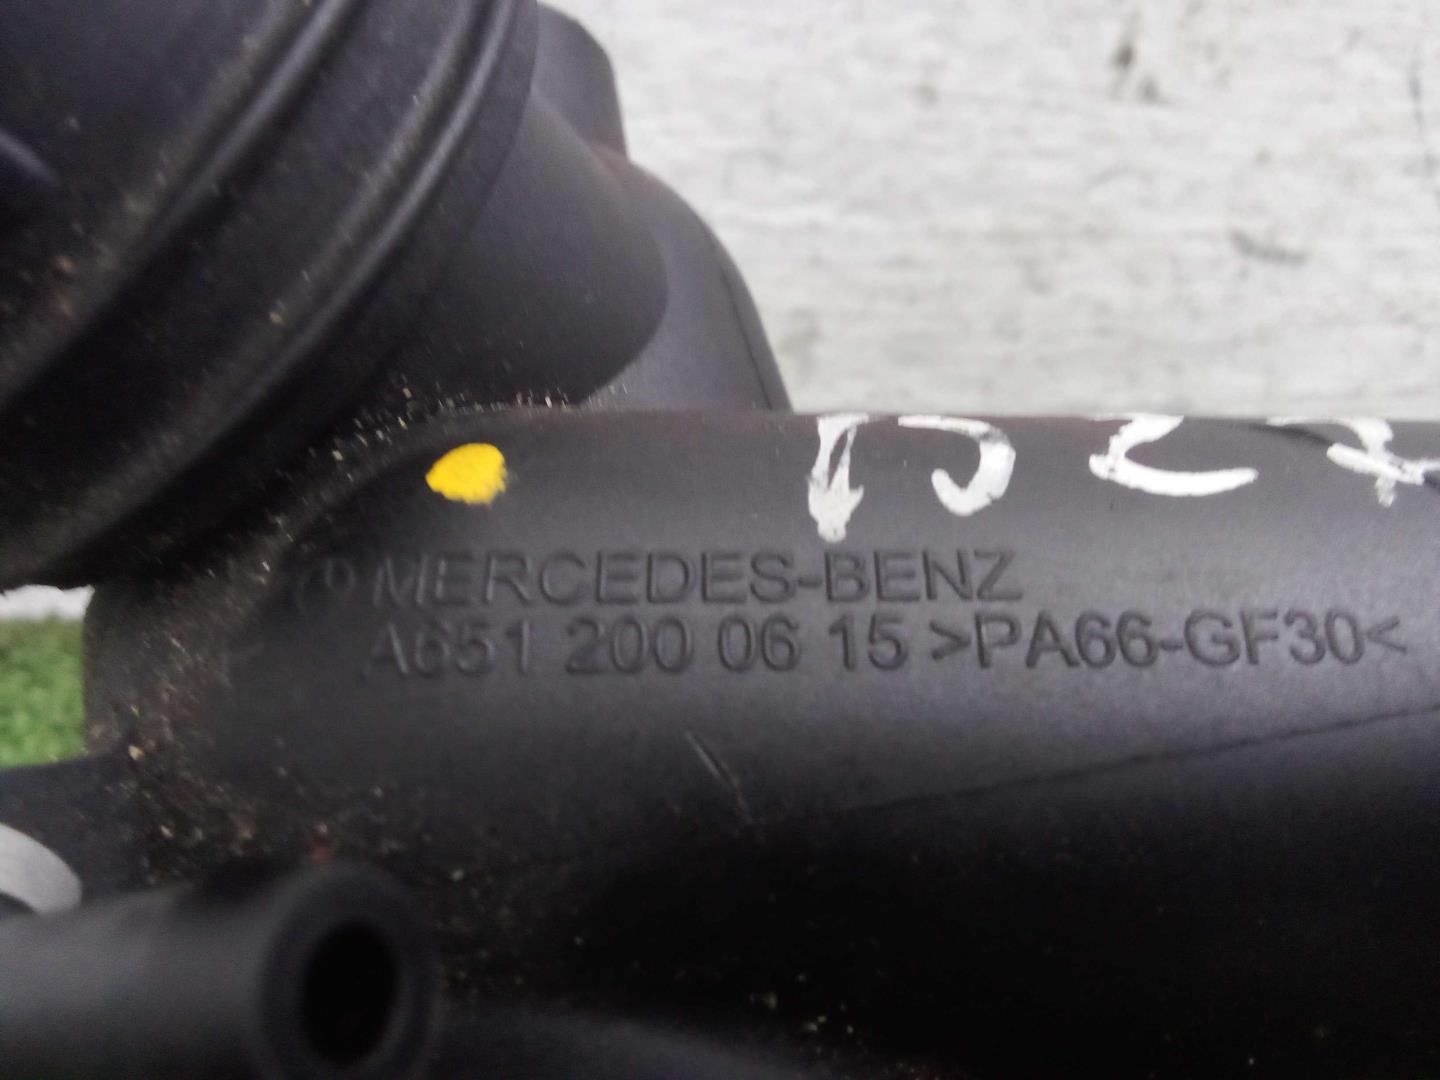 MERCEDES-BENZ
A651 200 06 15 >PA66-GF30<